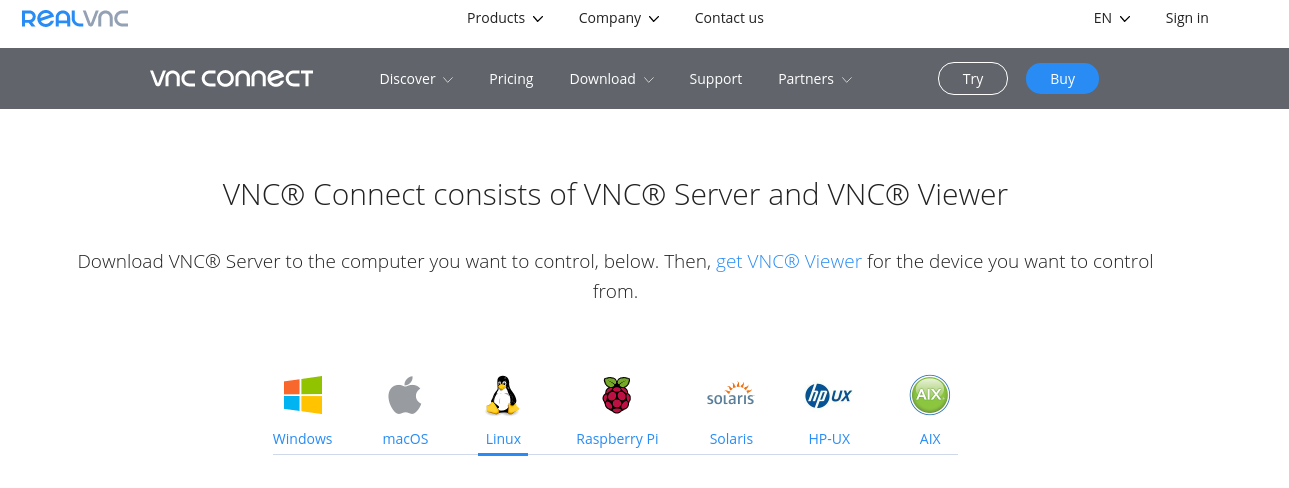 REALVNC Products Company Contact us EN Sign in
vnc connect Discover Pricing Download Support Partners Try Buy
VNC® Connect consists of VNC® Server and VNC® Viewer
Download VNC® Server to the computer you want to control, below. Then, get VNC® Viewer for the device you want to control
from.
solaris hp UX AIX
Windows macOS Linux Raspberry Pi Solaris HP-UX AIX